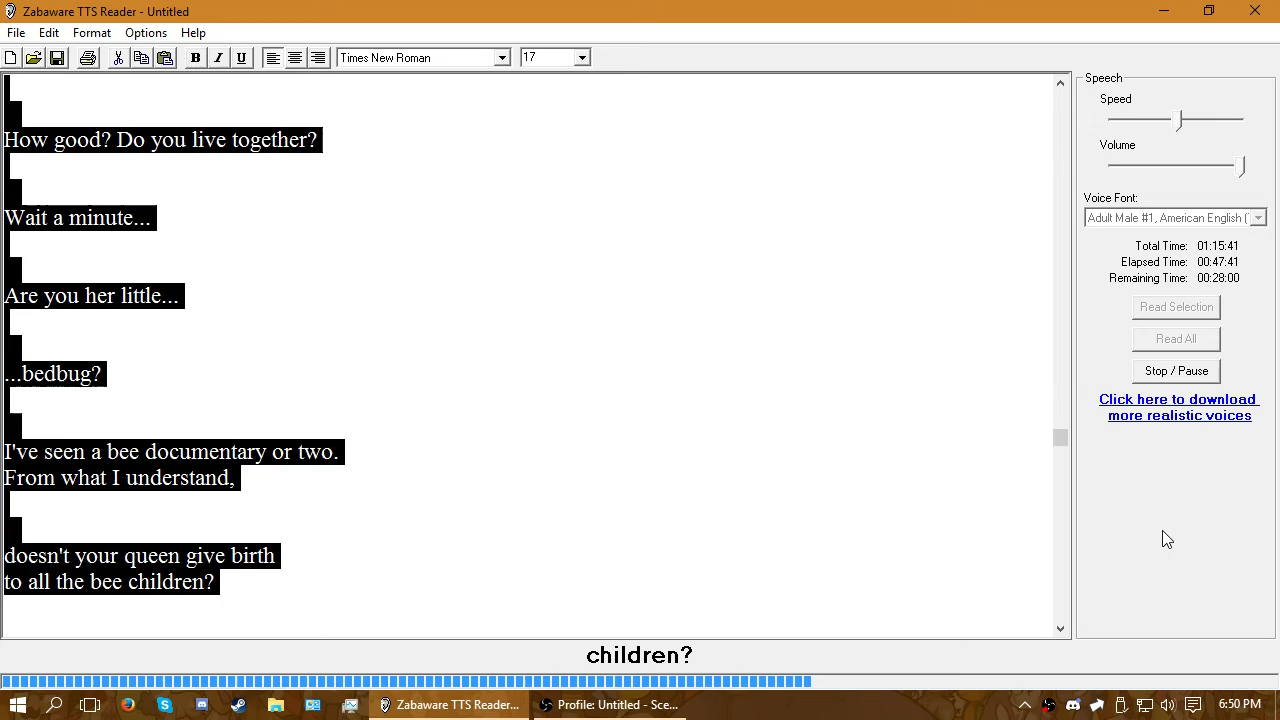 Zabaware TTS Reader - Untitled
File Edit Format Options Help
B I U Times New Roman 17
How good? Do you live together?
Wait a minute...
Are you her little...
...bedbug?
I've seen a bee documentary or two.
From what I understand,
doesn't your queen give birth
to all the bee children?
Speech
Speed
Volume
Voice Font:
Adult Male #1, American English (
Total Time: 01:15:41
Elapsed Time: 00:47:41
Remaining Time: 00:28:00
Read Selection
Read All
Stop / Pause
Click here to download
more realistic voices
children?
Zabaware TTS Reader... Profile: Untitled - Sce... 6:50 PM